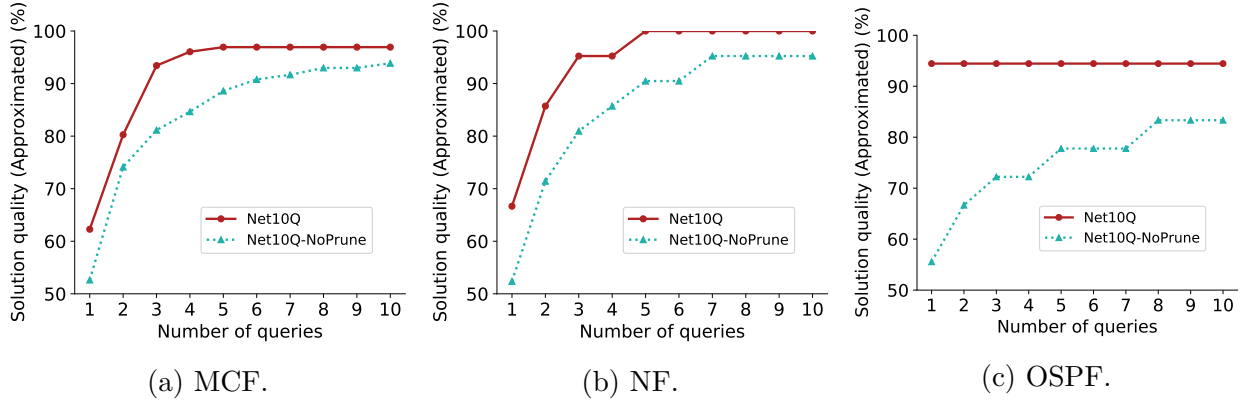 Solution quality (Approximated) (%)
100
90
80
70
60
50
Net10Q
Net10Q-NoPrune
1 2 3 4 5 6 7 8 9 10
Number of queries
(a) MCF.
Solution quality (Approximated) (%)
100
90
80
70
60
50
Net10Q
Net10Q-NoPrune
1 2 3 4 5 6 7 8 9 10
Number of queries
(b) NF.
Solution quality (Approximated) (%)
100
90
80
70
60
50
Net10Q
Net10Q-NoPrune
1 2 3 4 5 6 7 8 9 10
Number of queries
(c) OSPF.